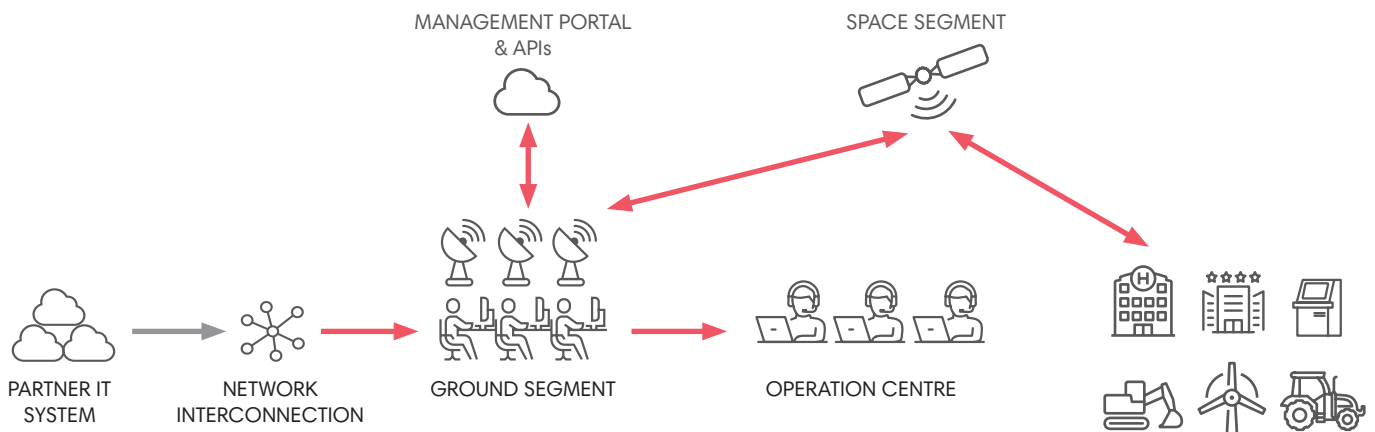 MANAGEMENT PORTAL
& APIs
SPACE SEGMENT
H
PARTNER IT
SYSTEM
NETWORK
INTERCONNECTION
GROUND SEGMENT
OPERATION CENTRE